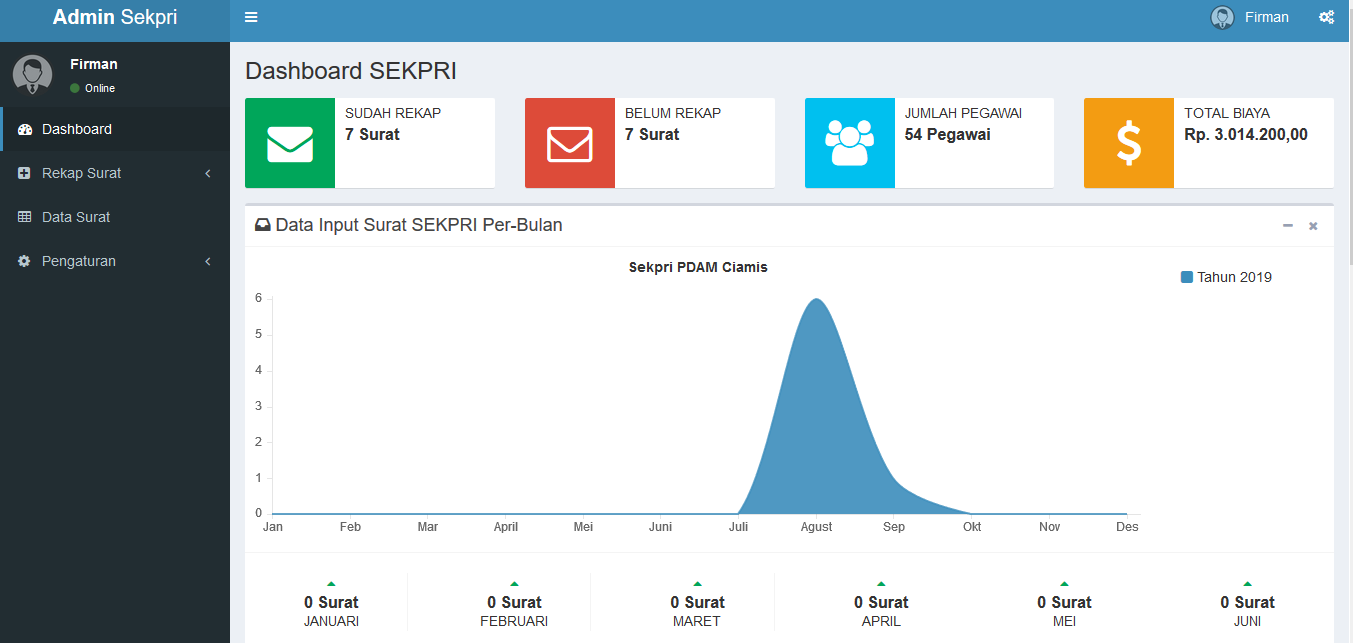 Admin Sekpri
Firman
Firman
Online
Dashboard
Rekap Surat
Data Surat
Pengaturan
Dashboard SEKPRI
SUDAH REKAP
7 Surat
BELUM REKAP
7 Surat
JUMLAH PEGAWAI
54 Pegawai
TOTAL BIAYA
Rp. 3.014.200,00
Data Input Surat SEKPRI Per-Bulan
Sekpri PDAM Ciamis
Tahun 2019
6
5
4
3
2
1
0
Jan Feb Mar April Mei Juni Juli Agust Sep Okt Nov Des
0 Surat
JANUARI
0 Surat
FEBRUARI
0 Surat
MARET
0 Surat
APRIL
0 Surat
MEI
0 Surat
JUNI